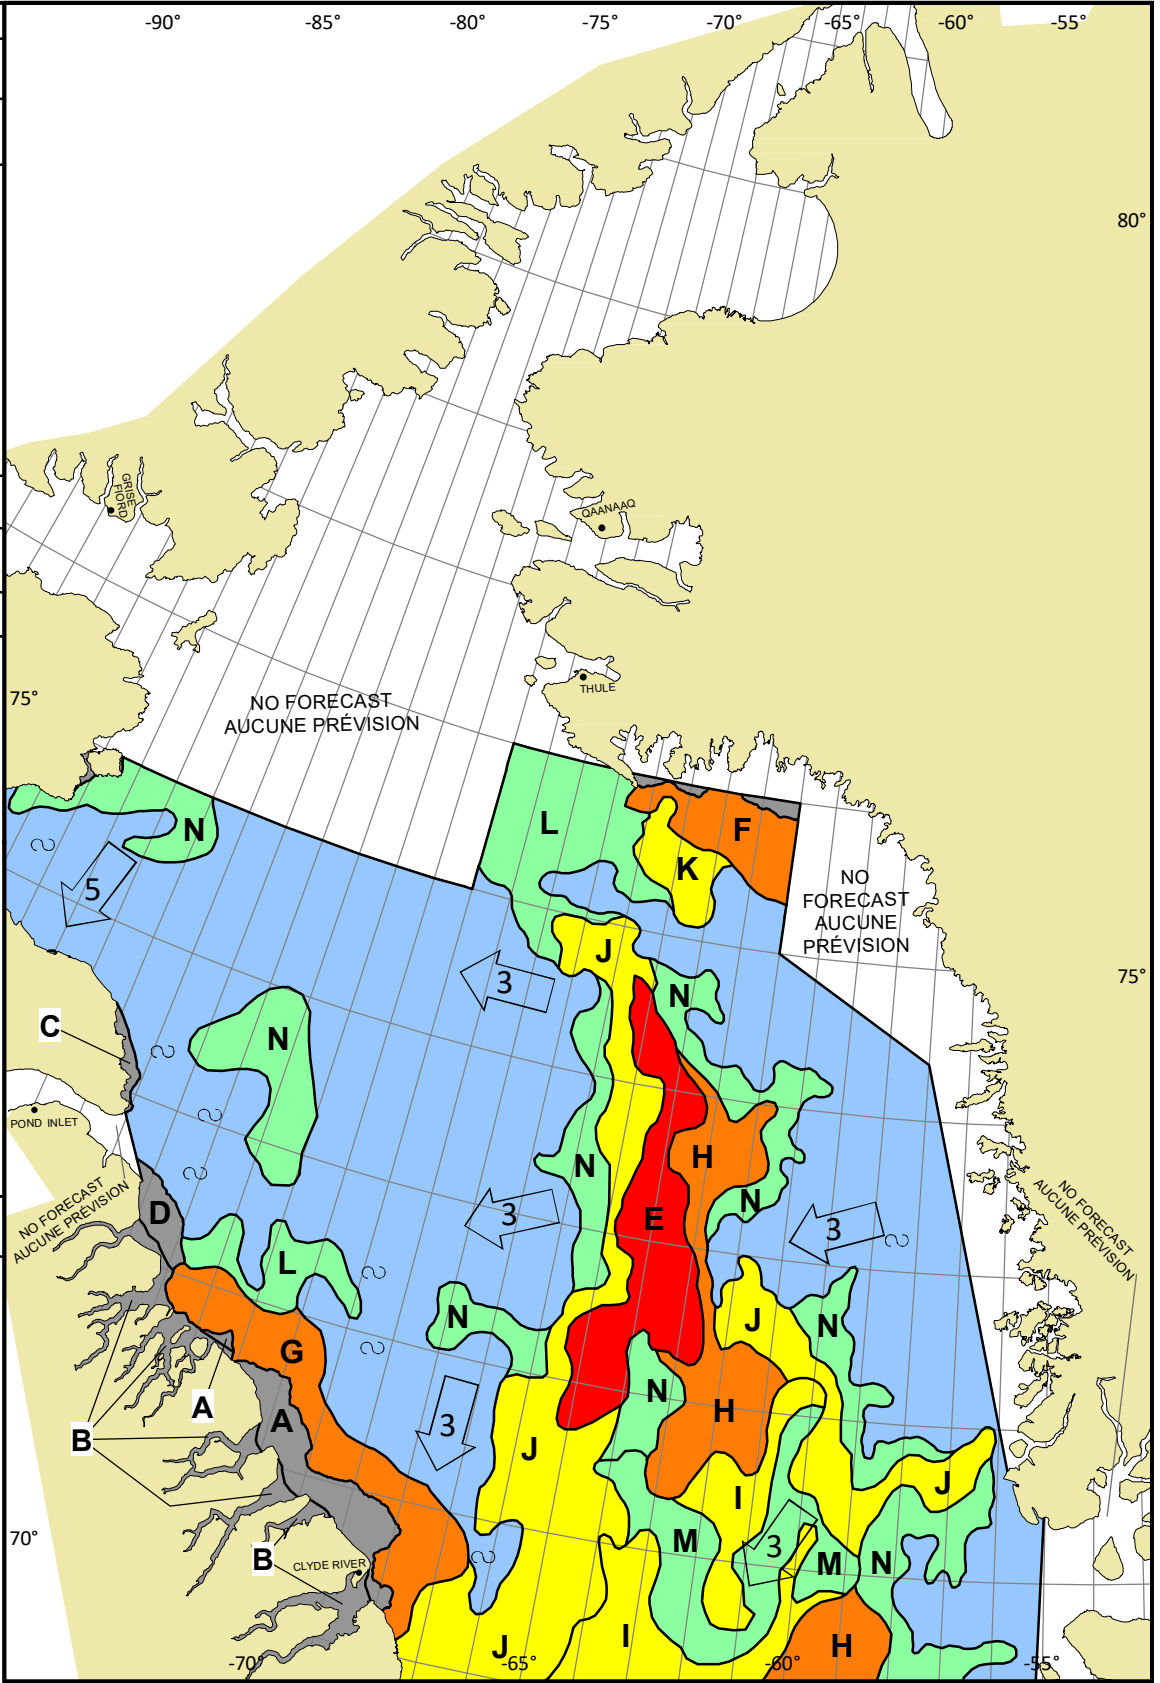 -90° -85° -80° -75° -70° -65° -60° -55°
80°
GRISE
FIORD
QAANAAQ
THULE
75°
NO FORECAST
AUCUNE PRÉVISION
N
L
F
K
5
NO
FORECAST
AUCUNE
PRÉVISION
J
3
N
75°
C
N
POND INLET
H
N
NO FORECAST
AUCUNE PRÉVISION
D
3
E
N
3
NO FORECAST
AUCUNE PRÉVISION
L
N
J
N
G
N
A
A
H
B
3
J
J
I
70°
M
3
M
N
B
CLYDE RIVER
J
I
H
-70° -65° -60° -55°